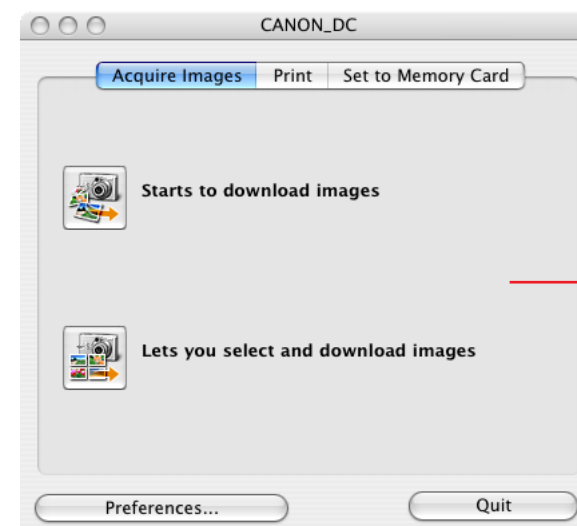 CANON_DC
Acquire Images Print Set to Memory Card
Starts to download images
Lets you select and download images
Preferences... Quit